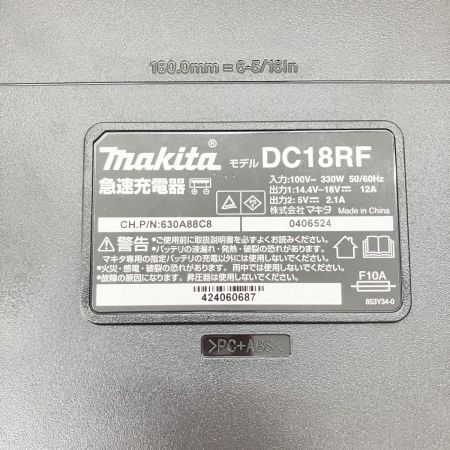 160.0mm = 6-5/16in
makita® モデル DC18RF
急速充電器
入力:100V~ 330W 50/60Hz
出力1:14.4V-18V⎓ 12A
出力2: 5V⎓ 2.1A
株式会社マキタ Made in China
CH.P/N:630A88C8 0406524
⚠警告 •ご使用前に取扱説明書を必ずよくお読みください。
•バッテリの液漏れ・発熱・破裂の恐れがあります。
マキタ専用の指定バッテリの充電以外には使用しないでください。
•火災・感電・破裂の恐れがあります。雨中では使用しないでください。
•故障の原因になります。昇圧器は使用しないでください。
F10A
424060687
853Y34-0
>PC+ABS<